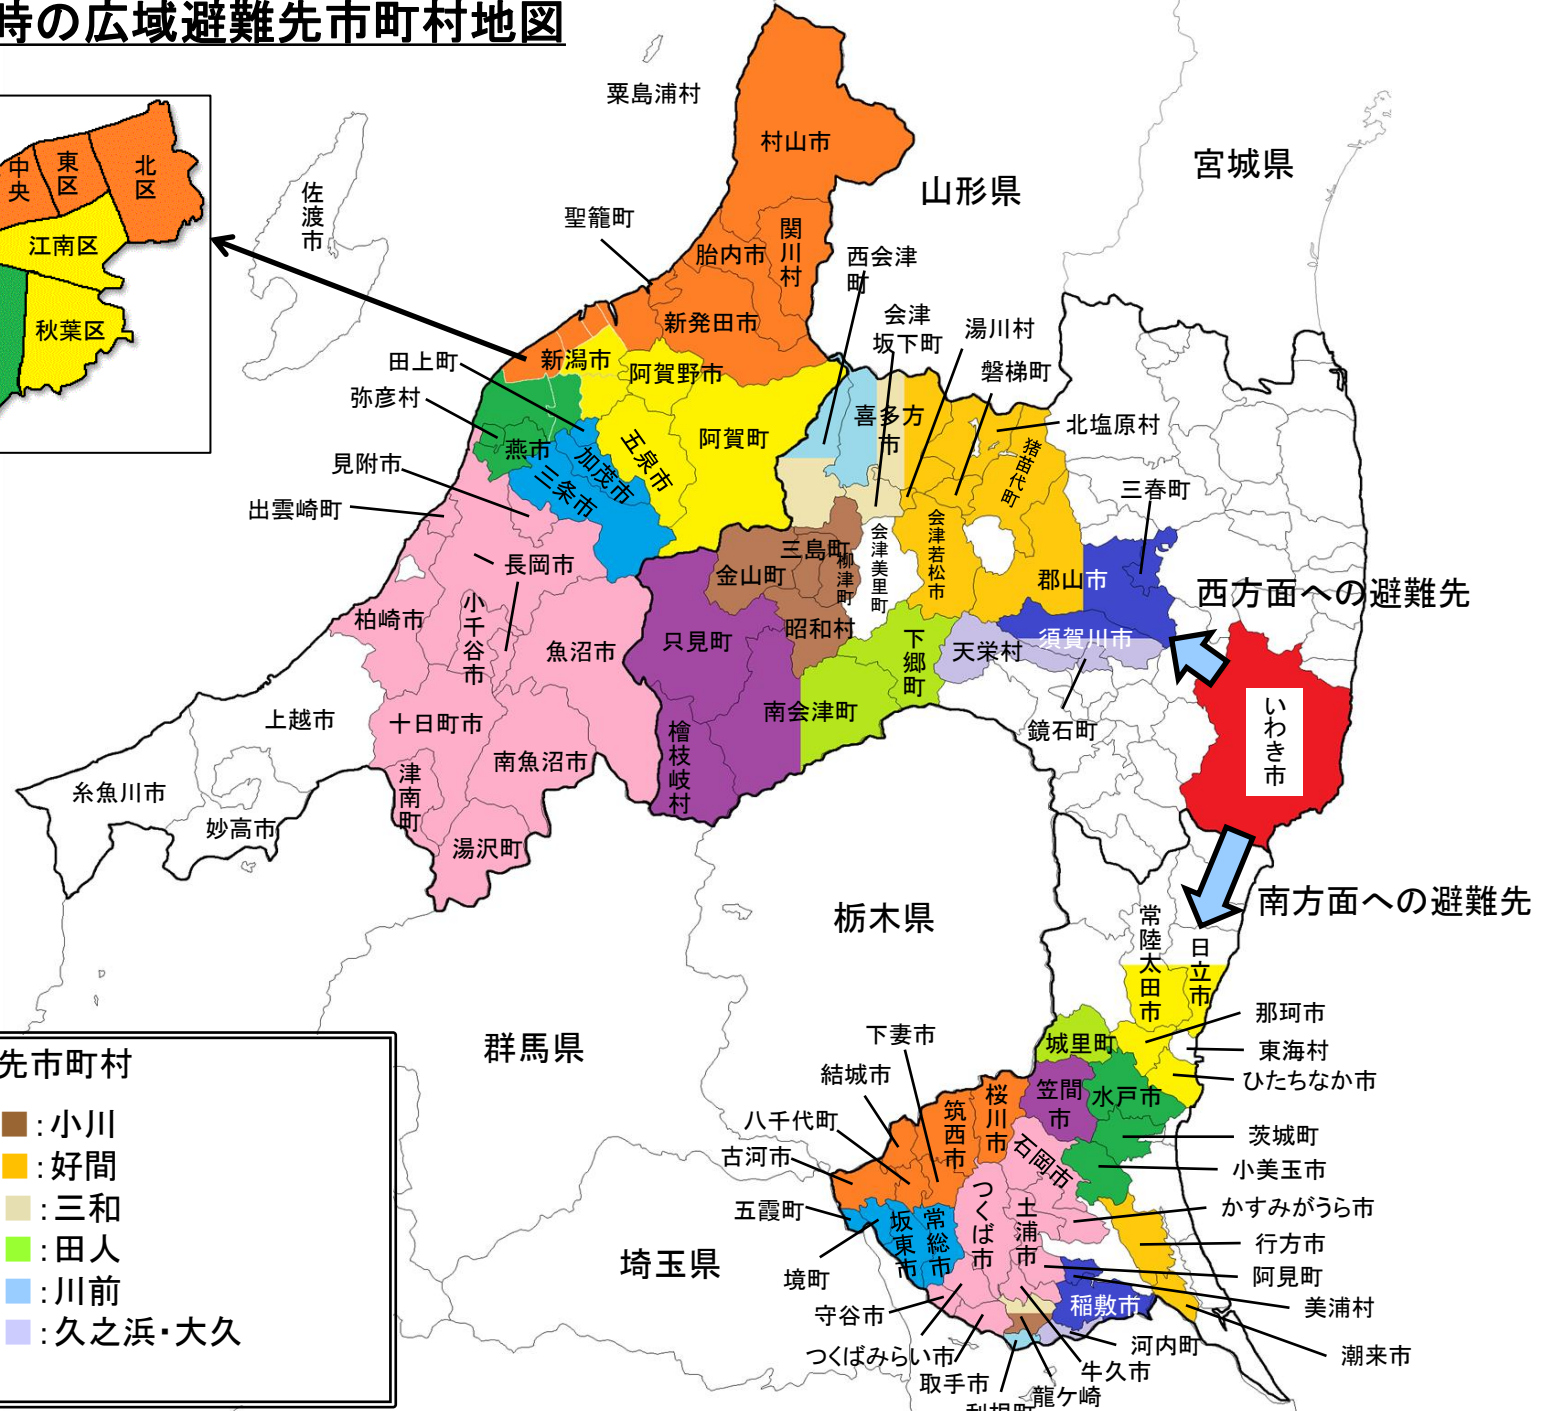 時の広域避難先市町村地図
粟島浦村
村山市
宮城県
山形県
中央
東区
北区
江南区
秋葉区
佐渡市
聖籠町
関川村
胎内市
西会津町
新発田市
会津坂下町
湯川村
磐梯町
新潟市
田上町
阿賀野市
弥彦村
喜多方市
北塩原村
燕市
加茂市
五泉市
阿賀町
猪苗代町
見附市
三条市
三春町
出雲崎町
会津美里町
会津若松市
三島町
柳津町
長岡市
金山町
郡山市
西方面への避難先
小千谷市
柏崎市
魚沼市
只見町
昭和村
下郷町
天栄村
須賀川市
上越市
十日町市
南会津町
鏡石町
いわき市
檜枝岐村
南魚沼市
糸魚川市
津南町
妙高市
湯沢町
栃木県
南方面への避難先
常陸太田市
日立市
群馬県
那珂市
東海村
ひたちなか市
下妻市
城里町
結城市
桜川市
笠間市
水戸市
八千代町
筑西市
茨城町
古河市
石岡市
小美玉市
五霞町
つくば市
土浦市
かすみがうら市
坂東市
常総市
行方市
埼玉県
境町
阿見町
守谷市
稲敷市
美浦村
つくばみらい市
河内町
潮来市
取手市
牛久市
龍ケ崎
利根町
先市町村
:小川
:好間
:三和
:田人
:川前
:久之浜・大久